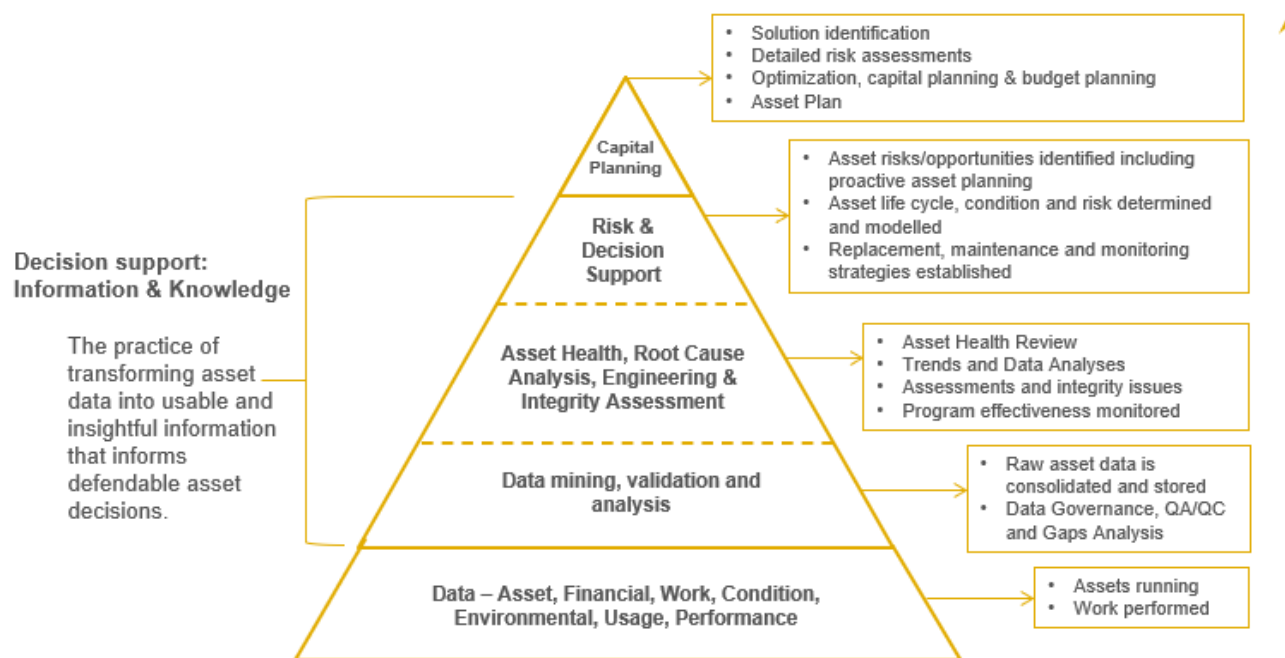 • Solution identification
• Detailed risk assessments
• Optimization, capital planning & budget planning
• Asset Plan
Capital
Planning
• Asset risks/opportunities identified including
proactive asset planning
• Asset life cycle, condition and risk determined
and modelled
• Replacement, maintenance and monitoring
strategies established
Risk &
Decision
Support
Decision support:
Information & Knowledge
The practice of
transforming asset
data into usable and
insightful information
that informs
defendable asset
decisions.
Asset Health, Root Cause
Analysis, Engineering &
Integrity Assessment
• Asset Health Review
• Trends and Data Analyses
• Assessments and integrity issues
• Program effectiveness monitored
Data mining, validation and
analysis
• Raw asset data is
consolidated and stored
• Data Governance, QA/QC
and Gaps Analysis
Data – Asset, Financial, Work, Condition,
Environmental, Usage, Performance
• Assets running
• Work performed